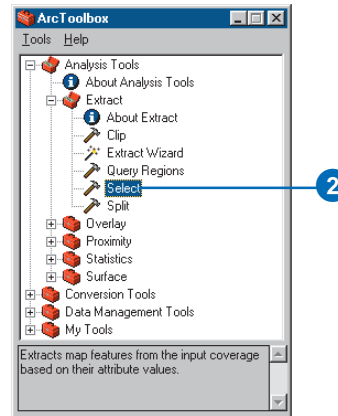 ArcToolbox
Tools Help
Analysis Tools
About Analysis Tools
Extract
About Extract
Clip
Extract Wizard
Query Regions
Select
2
Split
Overlay
Proximity
Statistics
Surface
Conversion Tools
Data Management Tools
My Tools
Extracts map features from the input coverage
based on their attribute values.